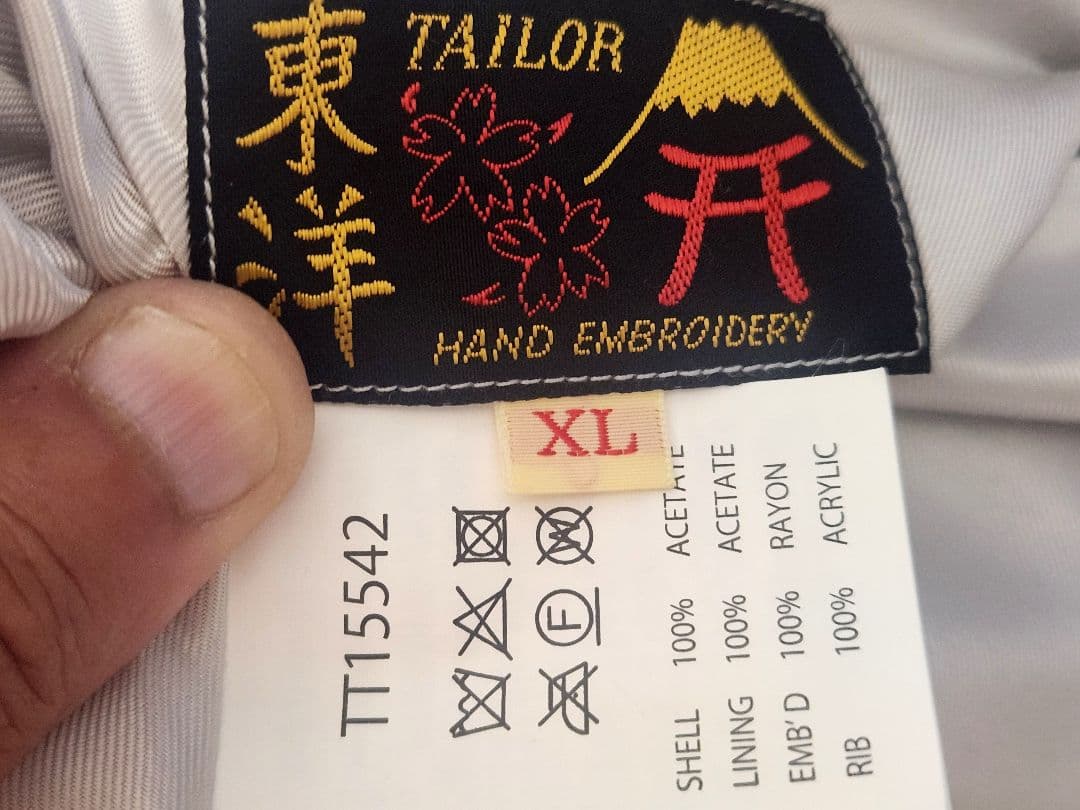 東洋
TAILOR
HAND EMBROIDERY
XL
TT15542
W
F
SHELL 100% ACETATE
LINING 100% ACETATE
EMB'D 100% RAYON
RIB 100% ACRYLIC